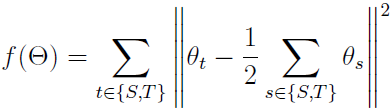 f(Θ) = ∑_{t∈{S,T}} ‖θ_t − 1/2 ∑_{s∈{S,T}} θ_s‖²